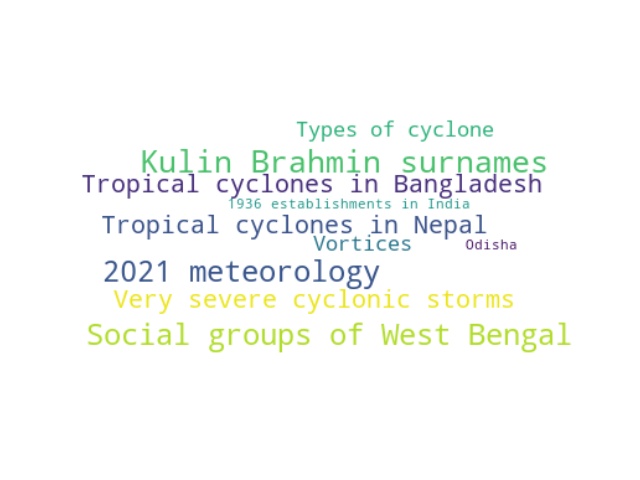 Types of cyclone
Kulin Brahmin surnames
Tropical cyclones in Bangladesh
1936 establishments in India
Tropical cyclones in Nepal
Vortices
Odisha
2021 meteorology
Very severe cyclonic storms
Social groups of West Bengal